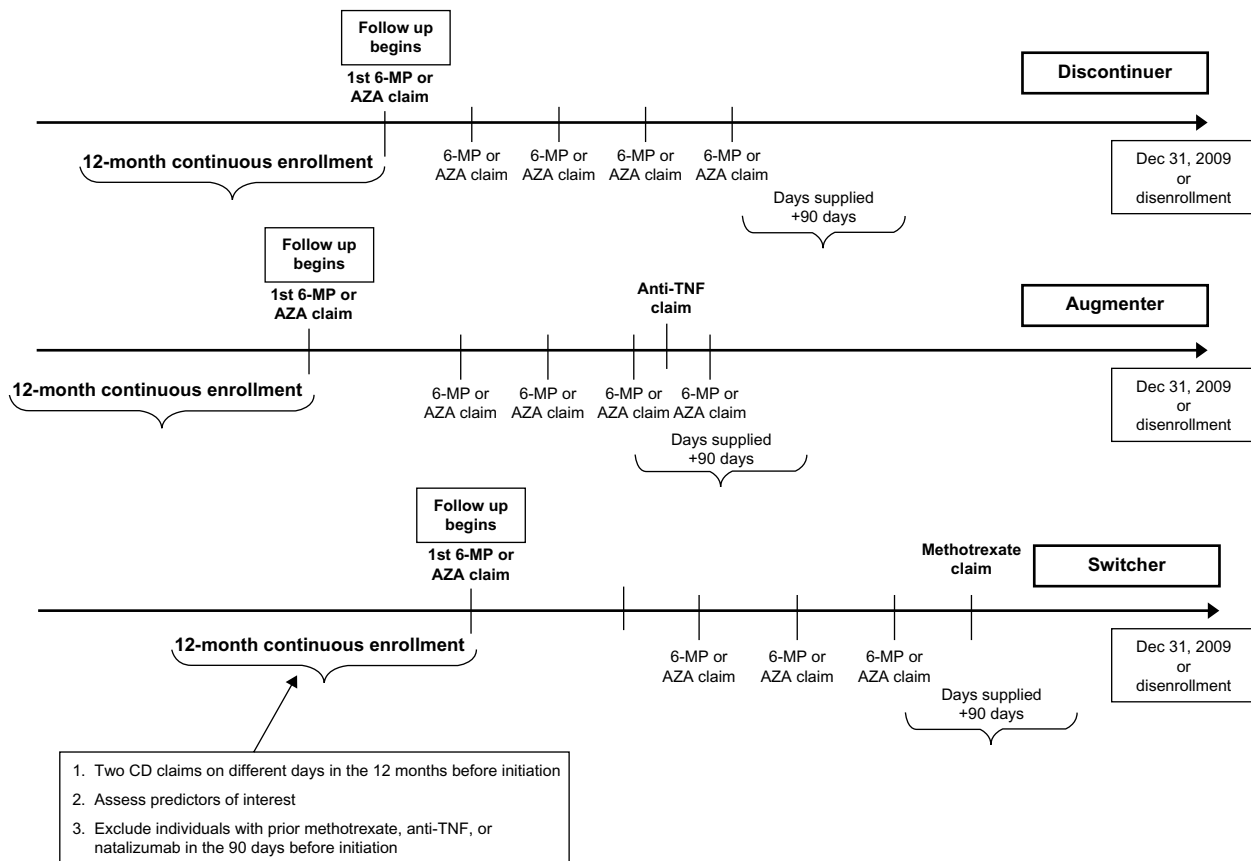 Follow up
begins
1st 6-MP or
AZA claim
Discontinuer
12-month continuous enrollment
6-MP or
AZA claim
6-MP or
AZA claim
6-MP or
AZA claim
6-MP or
AZA claim
Days supplied
+90 days
Dec 31, 2009
or
disenrollment
Follow up
begins
1st 6-MP or
AZA claim
Anti-TNF
claim
Augmenter
12-month continuous enrollment
6-MP or
AZA claim
6-MP or
AZA claim
6-MP or
AZA claim
6-MP or
AZA claim
Days supplied
+90 days
Dec 31, 2009
or
disenrollment
Follow up
begins
1st 6-MP or
AZA claim
Methotrexate
claim
Switcher
12-month continuous enrollment
6-MP or
AZA claim
6-MP or
AZA claim
6-MP or
AZA claim
Days supplied
+90 days
Dec 31, 2009
or
disenrollment
1. Two CD claims on different days in the 12 months before initiation
2. Assess predictors of interest
3. Exclude individuals with prior methotrexate, anti-TNF, or
natalizumab in the 90 days before initiation